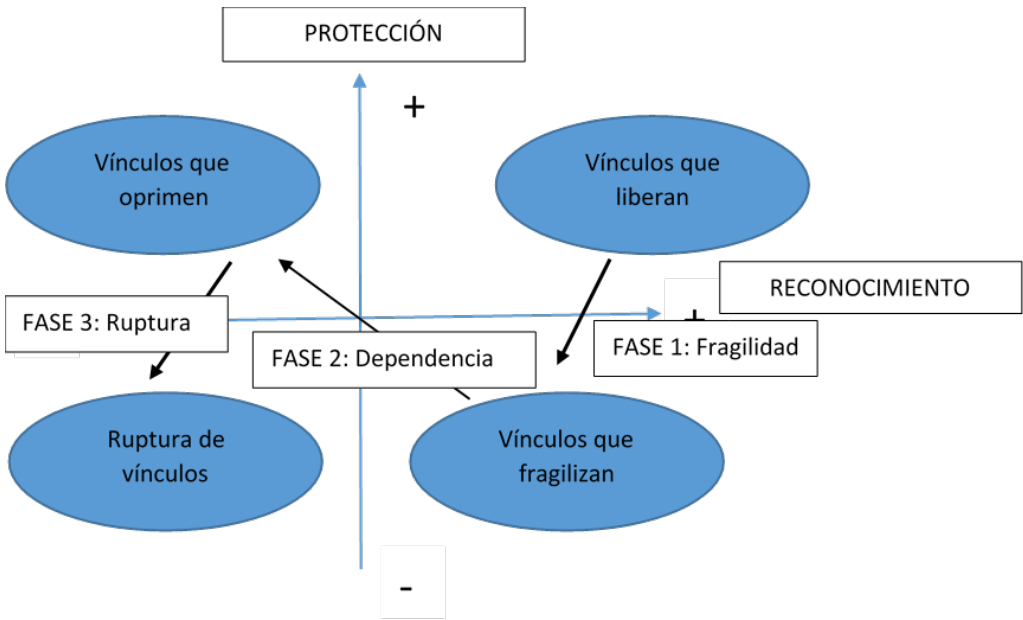 PROTECCIÓN
+
Vínculos que
oprimen
Vínculos que
liberan
RECONOCIMIENTO
+
FASE 3: Ruptura
FASE 1: Fragilidad
FASE 2: Dependencia
Ruptura de
vínculos
Vínculos que
fragilizan
-